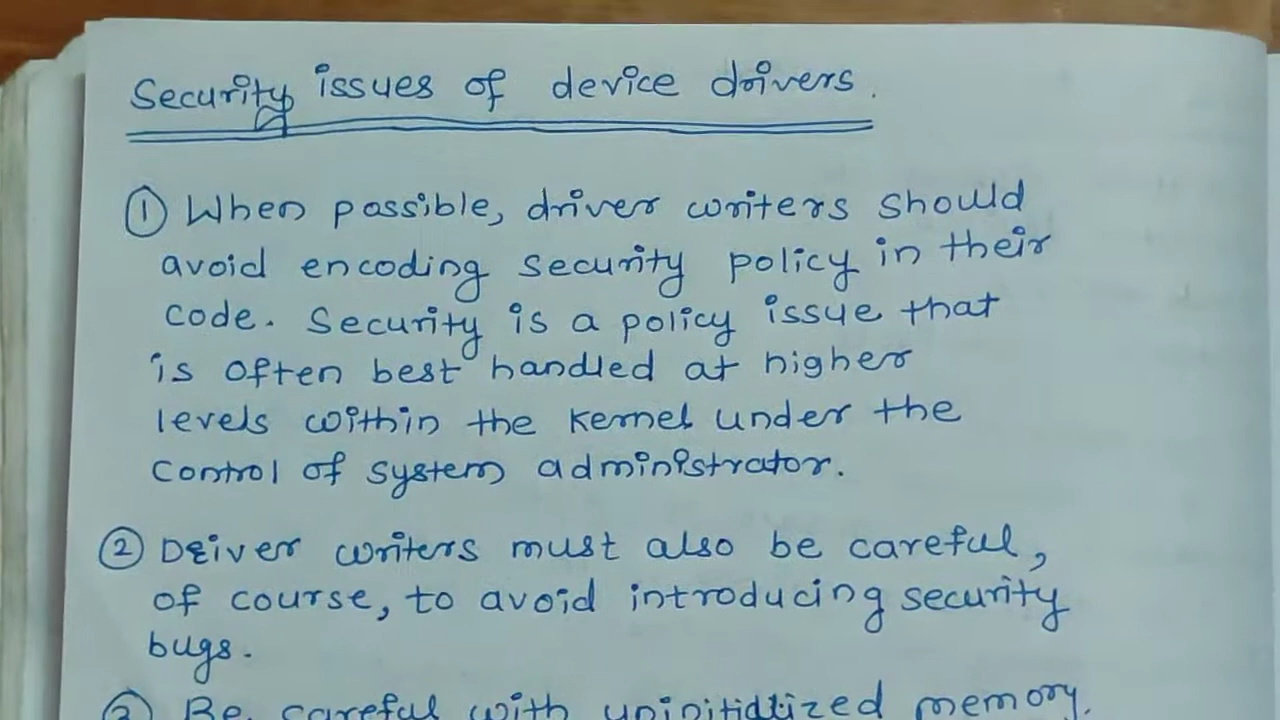 Security issues of device drivers.
① When possible, driver writers should
avoid encoding security policy in their
code. Security is a policy issue that
is often best handled at higher
levels within the kernel under the
control of system administrator.
② Driver writers must also be careful,
of course, to avoid introducing security
bugs.
③ Be careful with uninitialized memory.